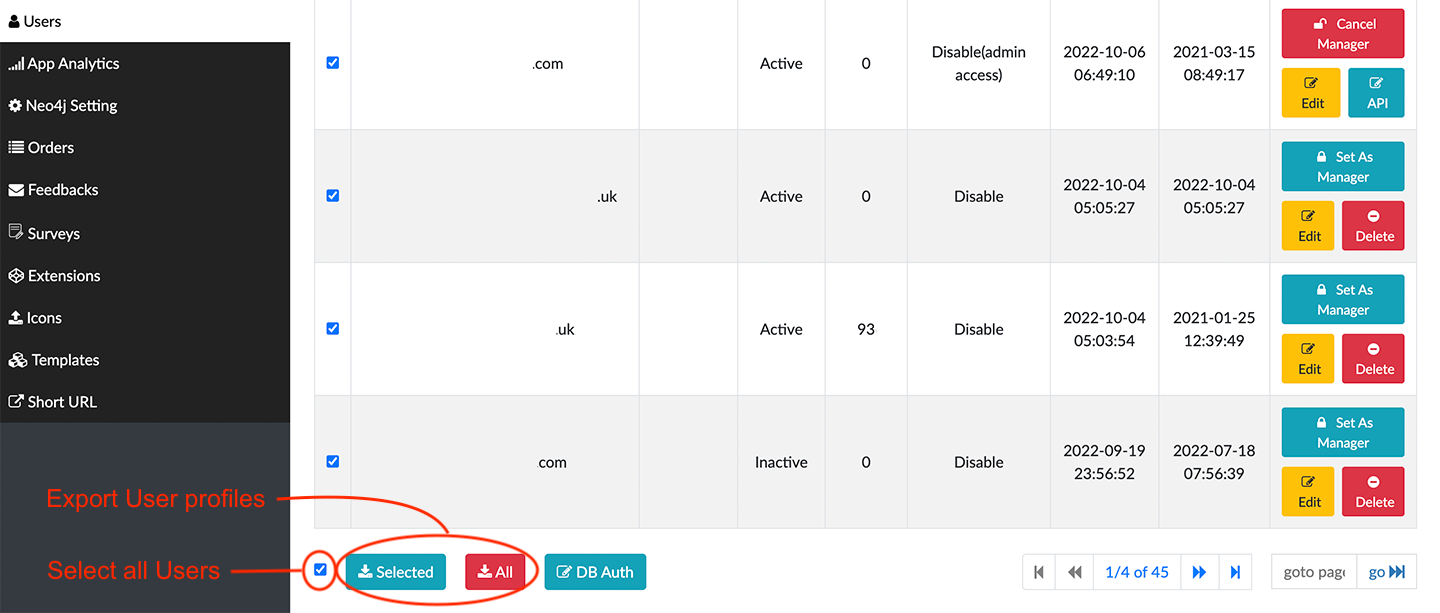 Users
App Analytics
Neo4j Setting
Orders
Feedbacks
Surveys
Extensions
Icons
Templates
Short URL
Export User profiles
Select all Users
.com Active 0 Disable(admin access) 2022-10-06 06:49:10 2021-03-15 08:49:17
Cancel Manager
Edit API
.uk Active 0 Disable 2022-10-04 05:05:27 2022-10-04 05:05:27
Set As Manager
Edit Delete
.uk Active 93 Disable 2022-10-04 05:03:54 2021-01-25 12:39:49
Set As Manager
Edit Delete
.com Inactive 0 Disable 2022-09-19 23:56:52 2022-07-18 07:56:39
Set As Manager
Edit Delete
Selected All DB Auth 1/4 of 45 goto page go